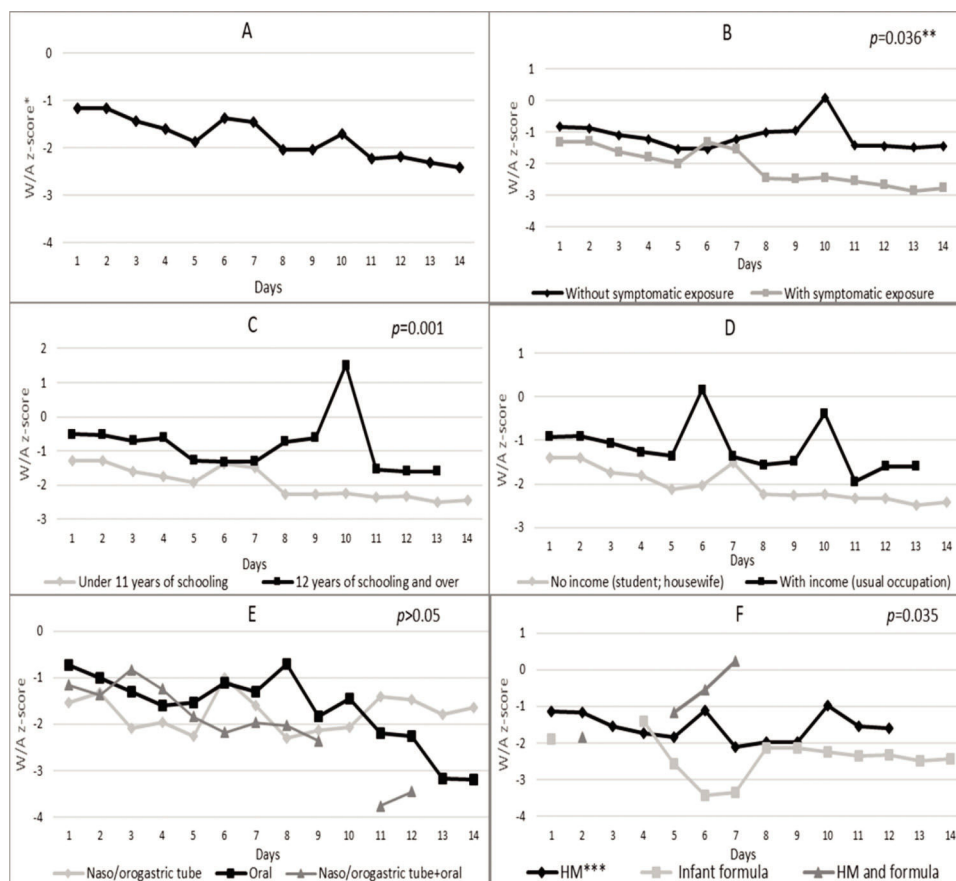 A
W/A z-score*
0
-1
-2
-3
-4
1 2 3 4 5 6 7 8 9 10 11 12 13 14
Days
B
p=0.036**
W/A z-score
1
0
-1
-2
-3
-4
1 2 3 4 5 6 7 8 9 10 11 12 13 14
Days
Without symptomatic exposure With symptomatic exposure
C
p=0.001
W/A z-score
2
1
0
-1
-2
-3
1 2 3 4 5 6 7 8 9 10 11 12 13 14
Days
Under 11 years of schooling 12 years of schooling and over
D
W/A z-score
1
0
-1
-2
-3
1 2 3 4 5 6 7 8 9 10 11 12 13 14
Days
No income (student; housewife) With income (usual occupation)
E
p>0.05
W/A z-score
0
-1
-2
-3
-4
1 2 3 4 5 6 7 8 9 10 11 12 13 14
Days
Naso/orogastric tube Oral Naso/orogastric tube+oral
F
p=0.035
W/A z-score
1
0
-1
-2
-3
-4
1 2 3 4 5 6 7 8 9 10 11 12 13 14
Days
HM*** Infant formula HM and formula